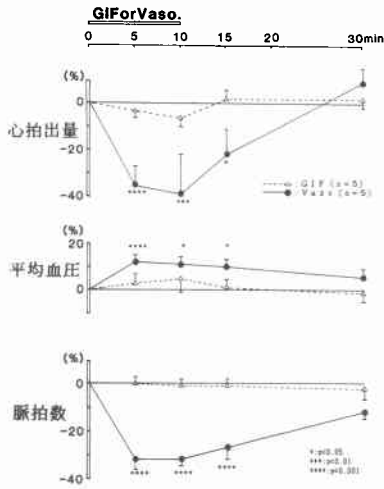 GIForVaso.
0 5 10 15 30min
(%)
0
-20
-40
心拍出量
****
***
*
GIF (n=5)
Vaso (n=5)
(%)
20
10
0
平均血圧
**** * *
(%)
0
-20
-40
脈拍数
**** **** ****
*:p<0.05
***:p<0.01
****:p<0.001